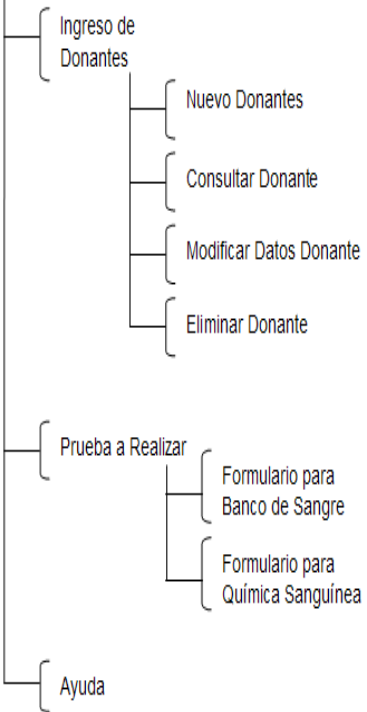 Ingreso de
Donantes
Nuevo Donantes
Consultar Donante
Modificar Datos Donante
Eliminar Donante
Prueba a Realizar
Formulario para
Banco de Sangre
Formulario para
Química Sanguínea
Ayuda